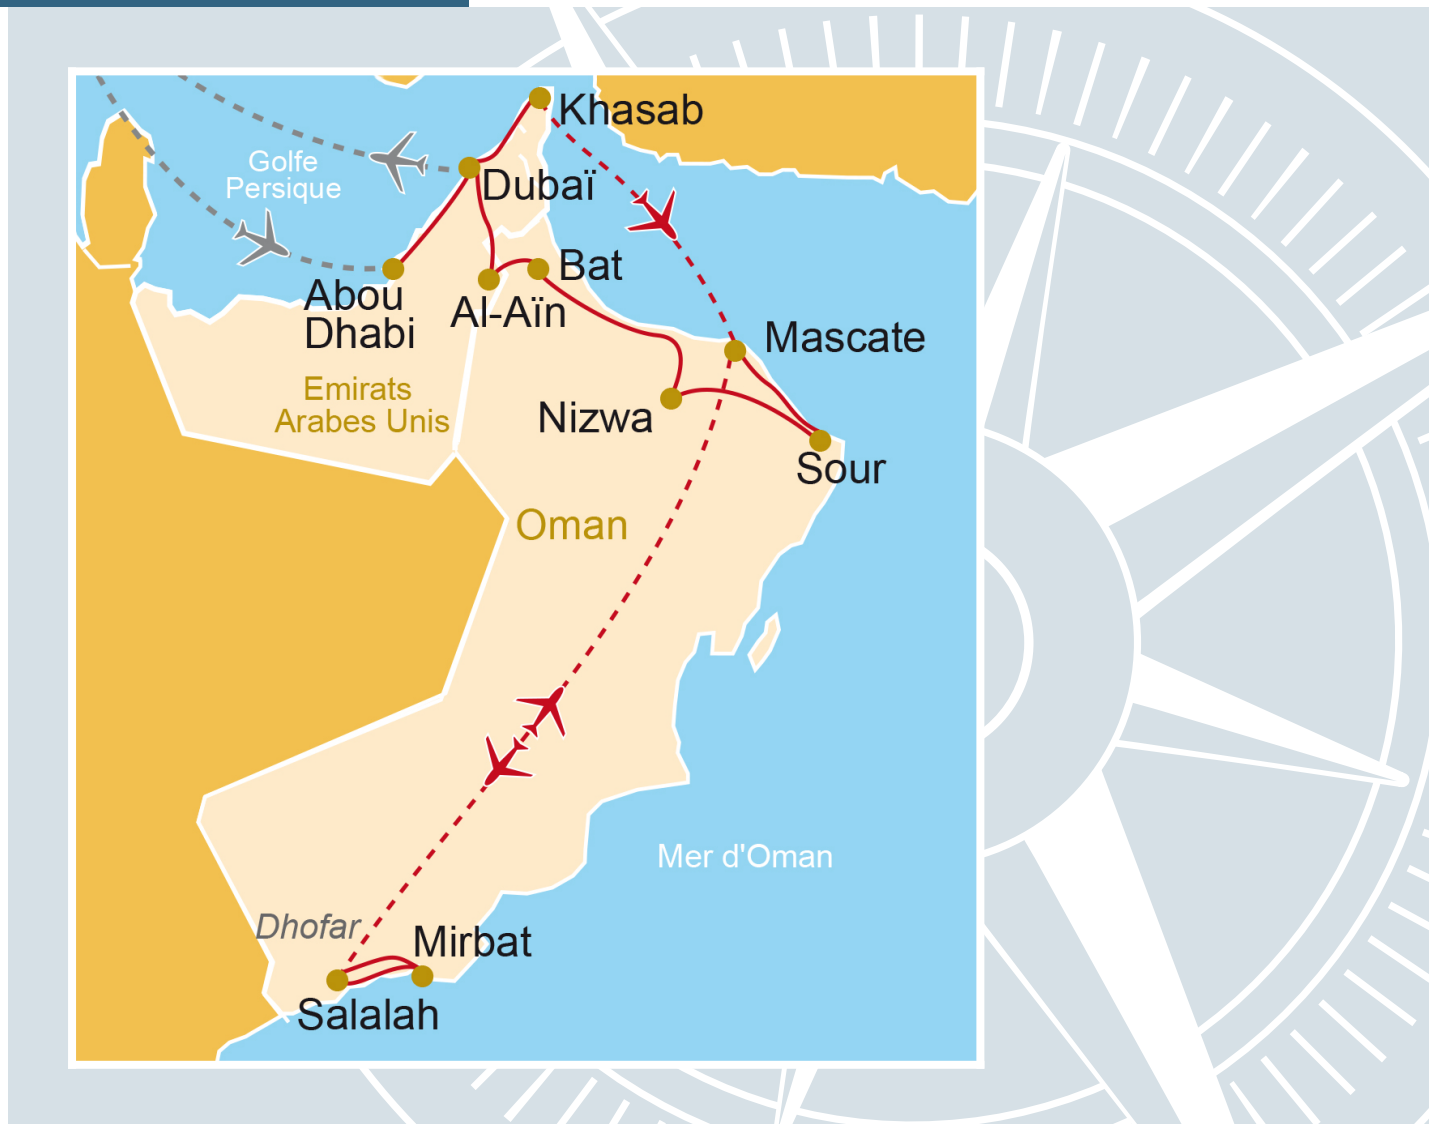 Khasab
Golfe
Persique
Dubaï
Bat
Abou
Dhabi
Al-Aïn
Mascate
Emirats
Arabes Unis
Nizwa
Sour
Oman
Mer d'Oman
Dhofar
Mirbat
Salalah